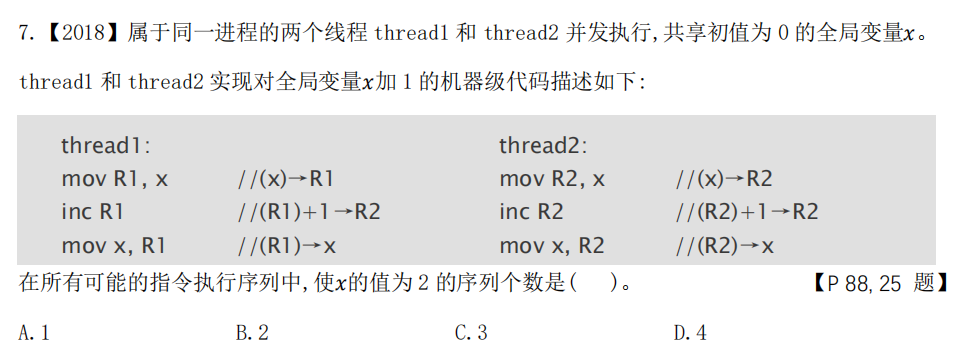 7.【2018】属于同一进程的两个线程 thread1 和 thread2 并发执行,共享初值为 0 的全局变量x。
thread1 和 thread2 实现对全局变量x加 1 的机器级代码描述如下:
thread1: thread2:
mov R1, x //(x)→R1 mov R2, x //(x)→R2
inc R1 //(R1)+1→R2 inc R2 //(R2)+1→R2
mov x, R1 //(R1)→x mov x, R2 //(R2)→x
在所有可能的指令执行序列中,使x的值为 2 的序列个数是( )。 【P 88, 25 题】
A. 1 B. 2 C. 3 D. 4